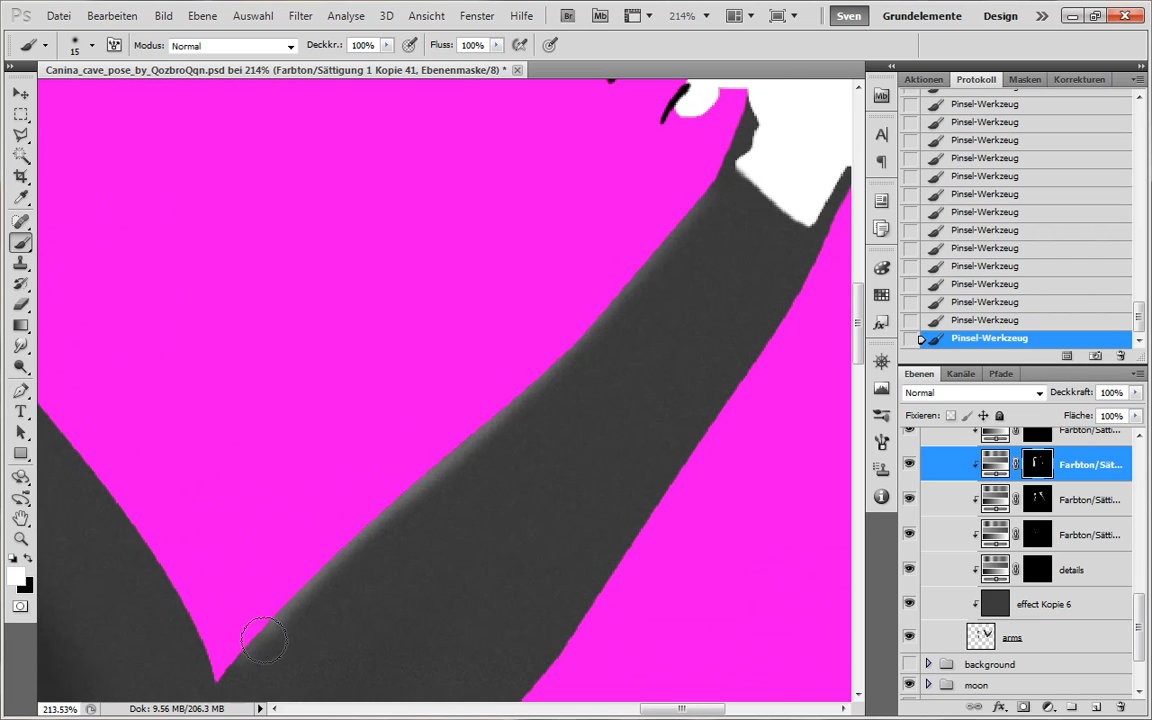 Ps Datei Bearbeiten Bild Ebene Auswahl Filter Analyse 3D Ansicht Fenster Hilfe Br Mb 214% Sven Grundelemente Design
15 Modus: Normal Deckkr.: 100% Fluss: 100%
Canina_cave_pose_by_QozbroQqn.psd bei 214% (Farbton/Sättigung 1 Kopie 41, Ebenenmaske/8) *
Aktionen Protokoll Masken Korrekturen
Pinsel-Werkzeug
Pinsel-Werkzeug
Pinsel-Werkzeug
Pinsel-Werkzeug
Pinsel-Werkzeug
Pinsel-Werkzeug
Pinsel-Werkzeug
Pinsel-Werkzeug
Pinsel-Werkzeug
Pinsel-Werkzeug
Pinsel-Werkzeug
Pinsel-Werkzeug
Pinsel-Werkzeug
Pinsel-Werkzeug
Ebenen Kanäle Pfade
Normal Deckkraft: 100%
Fixieren: Fläche: 100%
Farbton/Sätti...
Farbton/Sät...
Farbton/Sätti...
Farbton/Sätti...
details
effect Kopie 6
arms
background
moon
213.53% Dok: 9.56 MB/206.3 MB